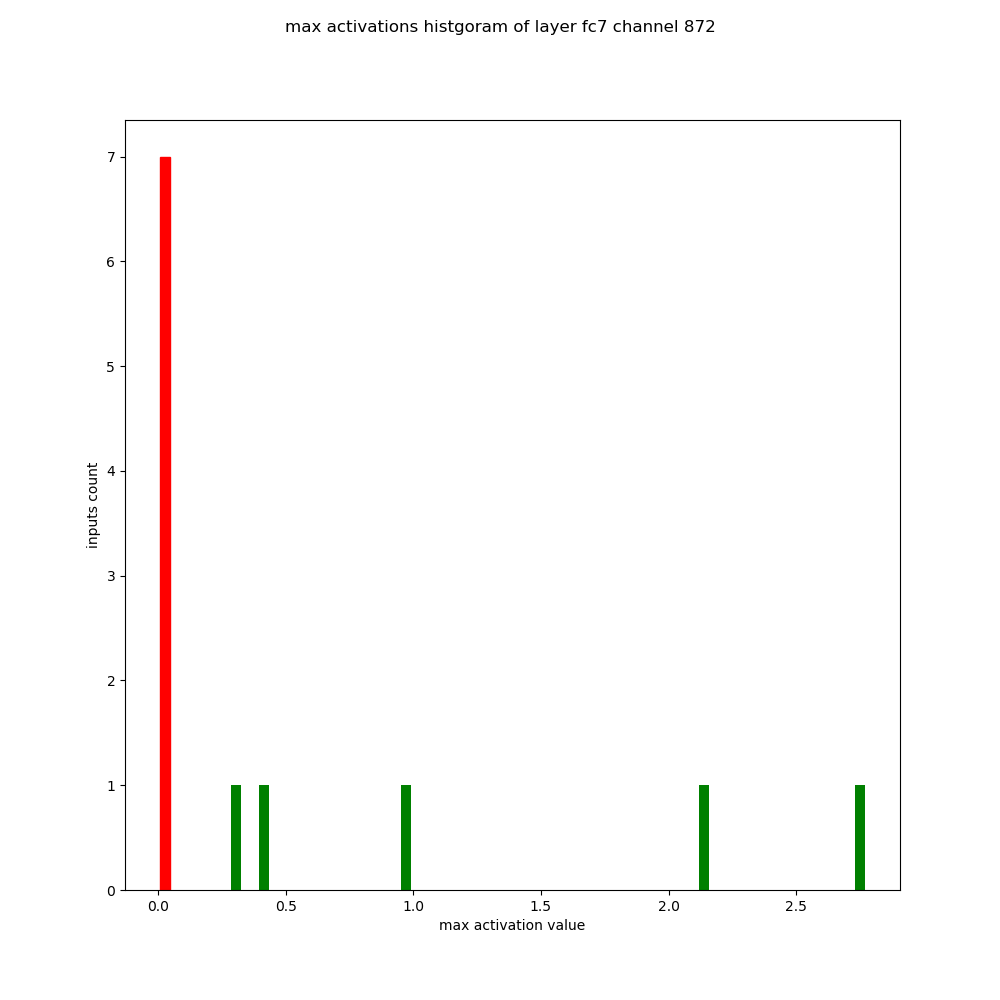 max activations histgoram of layer fc7 channel 872
7
6
5
4
3
2
1
0
inputs count
0.0 0.5 1.0 1.5 2.0 2.5
max activation value